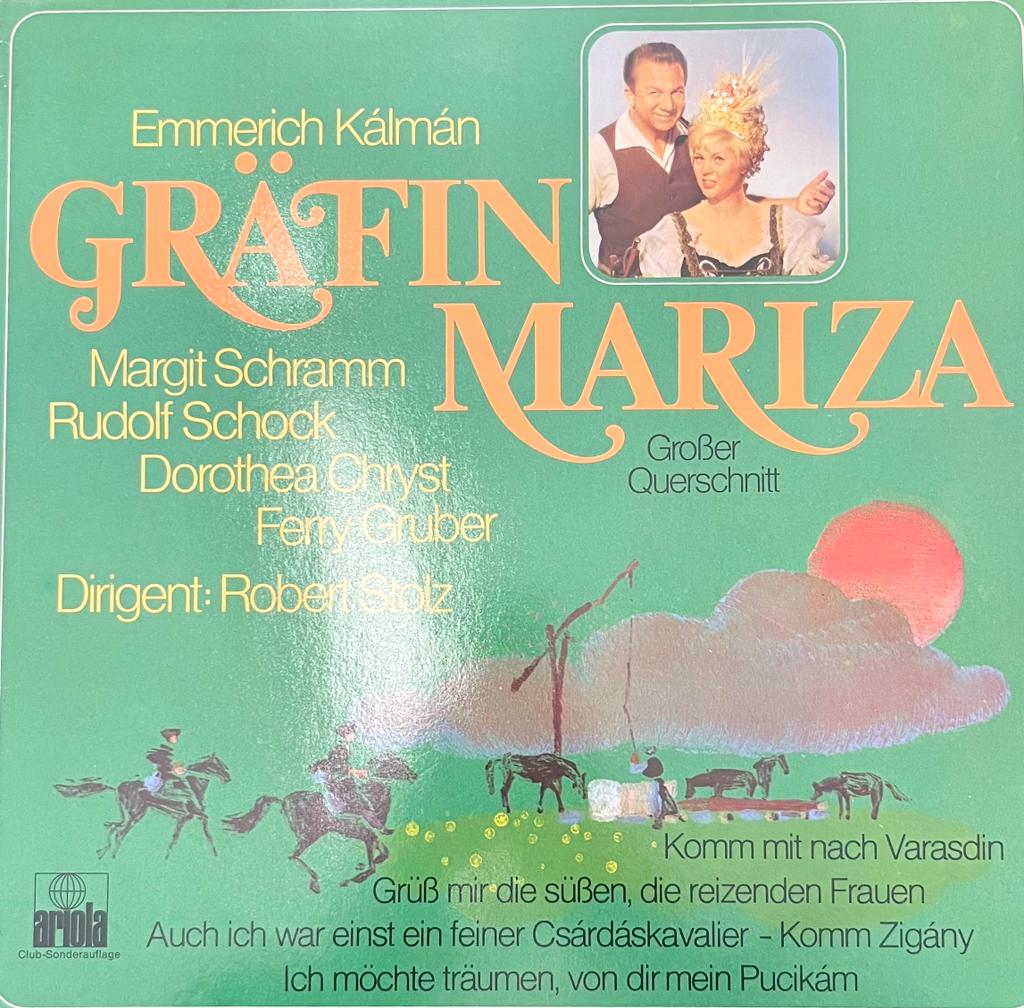 Emmerich Kálmán
GRÄFIN
MARIZA
Margit Schramm
Rudolf Schock
Dorothea Chryst
Ferry Gruber
Dirigent: Robert Stolz
Großer
Querschnitt
Komm mit nach Varasdin
Grüß mir die süßen, die reizenden Frauen
Auch ich war einst ein feiner Csárdáskavalier – Komm Zigány
Ich möchte träumen, von dir mein Pucikám
ariola
Club-Sonderauflage